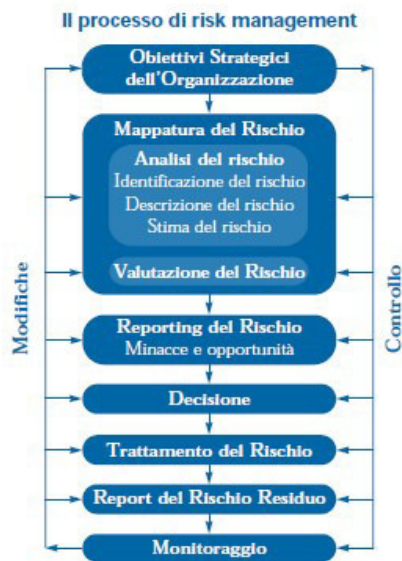 Il processo di risk management
Obiettivi Strategici
dell'Organizzazione
Mappatura del Rischio
Analisi del rischio
Identificazione del rischio
Descrizione del rischio
Stima del rischio
Valutazione del Rischio
Reporting del Rischio
Minacce e opportunità
Decisione
Trattamento del Rischio
Report del Rischio Residuo
Monitoraggio
Modifiche
Controllo